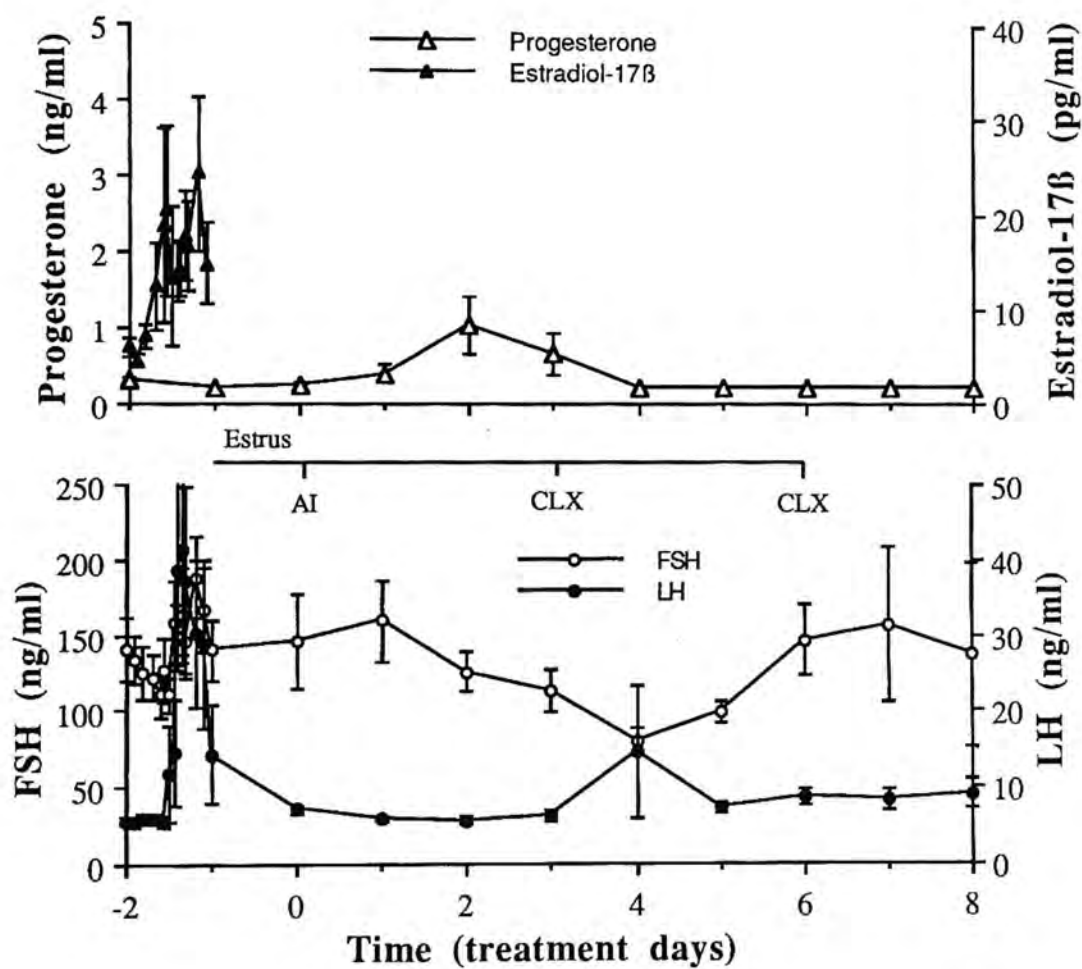 Progesterone (ng/ml)
5
4
3
2
1
0
Progesterone
Estradiol-17ß
40
30
20
10
0
Estradiol-17ß (pg/ml)
Estrus
AI
CLX
CLX
FSH (ng/ml)
250
200
150
100
50
0
FSH
LH
50
40
30
20
10
0
LH (ng/ml)
-2
0
2
4
6
8
Time (treatment days)